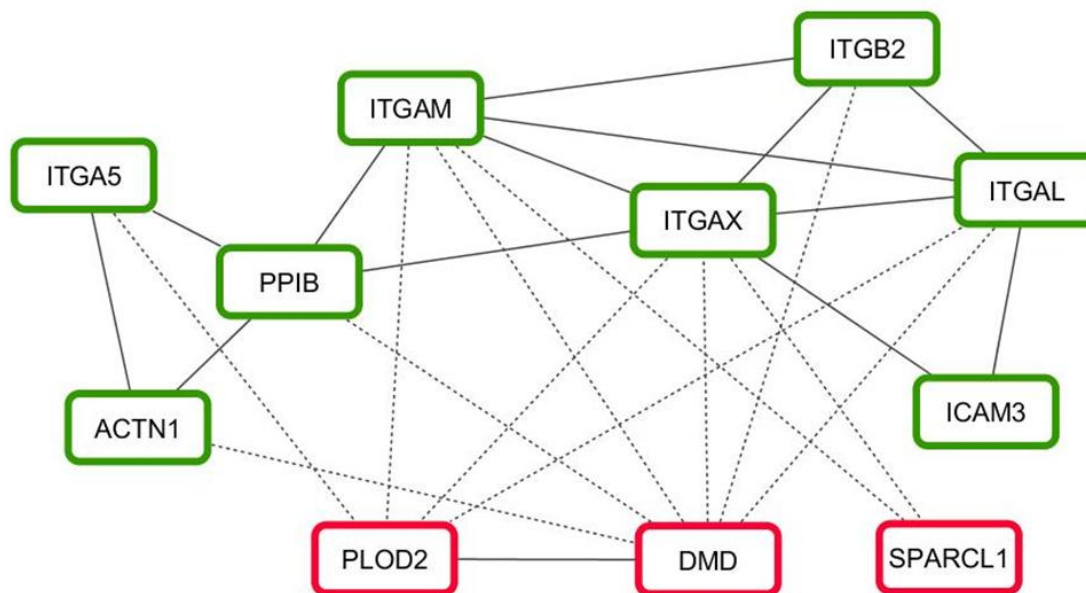 ITGB2
ITGAM
ITGA5
ITGAL
ITGAX
PPIB
ICAM3
ACTN1
PLOD2
DMD
SPARCL1